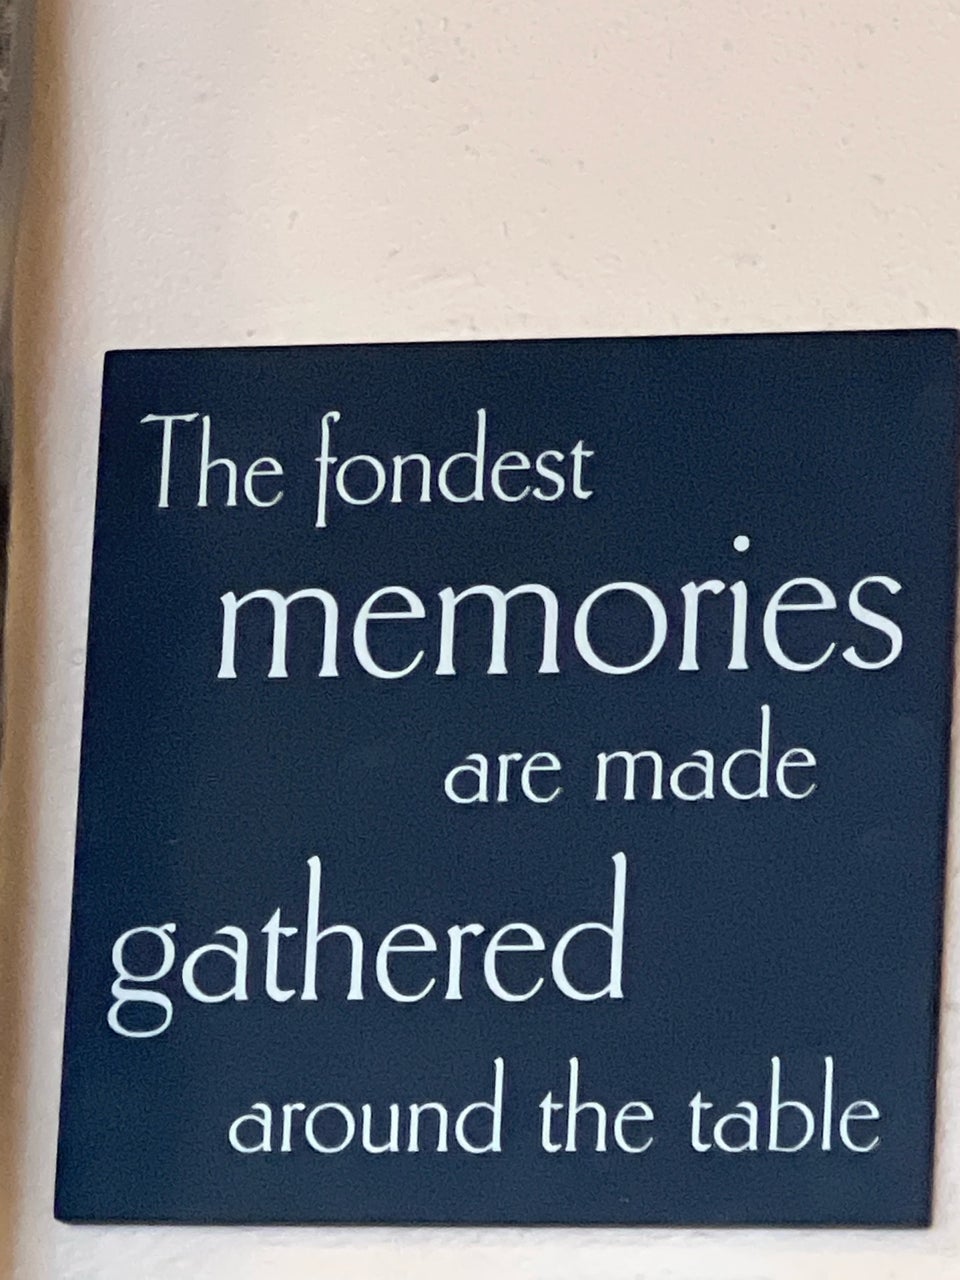 The fondest
memories
are made
gathered
around the table